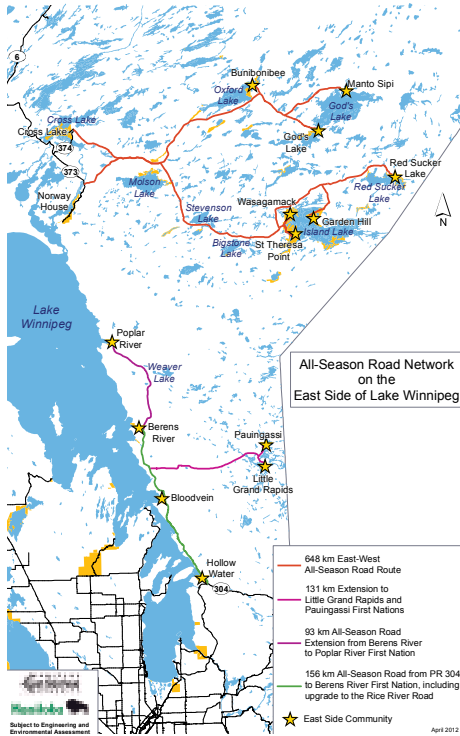 6
Bunibonibee
Oxford
Lake
Manto Sipi
God's
Lake
Cross Lake
Cross Lake
374
God's
Lake
373
Molson
Lake
Red Sucker
Lake
Red Sucker
Lake
Norway
House
Stevenson
Lake
Wasagamack
Garden Hill
Island Lake
St Theresa
Point
Bigstone
Lake
N
Lake
Winnipeg
Poplar
River
Weaver
Lake
All-Season Road Network
on the
East Side of Lake Winnipeg
Berens
River
Pauingassi
Little
Grand Rapids
Bloodvein
Hollow
Water
304
648 km East-West
All-Season Road Route
131 km Extension to
Little Grand Rapids and
Pauingassi First Nations
93 km All-Season Road
Extension from Berens River
to Poplar River First Nation
156 km All-Season Road from PR 304
to Berens River First Nation, including
upgrade to the Rice River Road
East Side Community
Manitoba
Subject to Engineering and
Environmental Assessment
April 2012